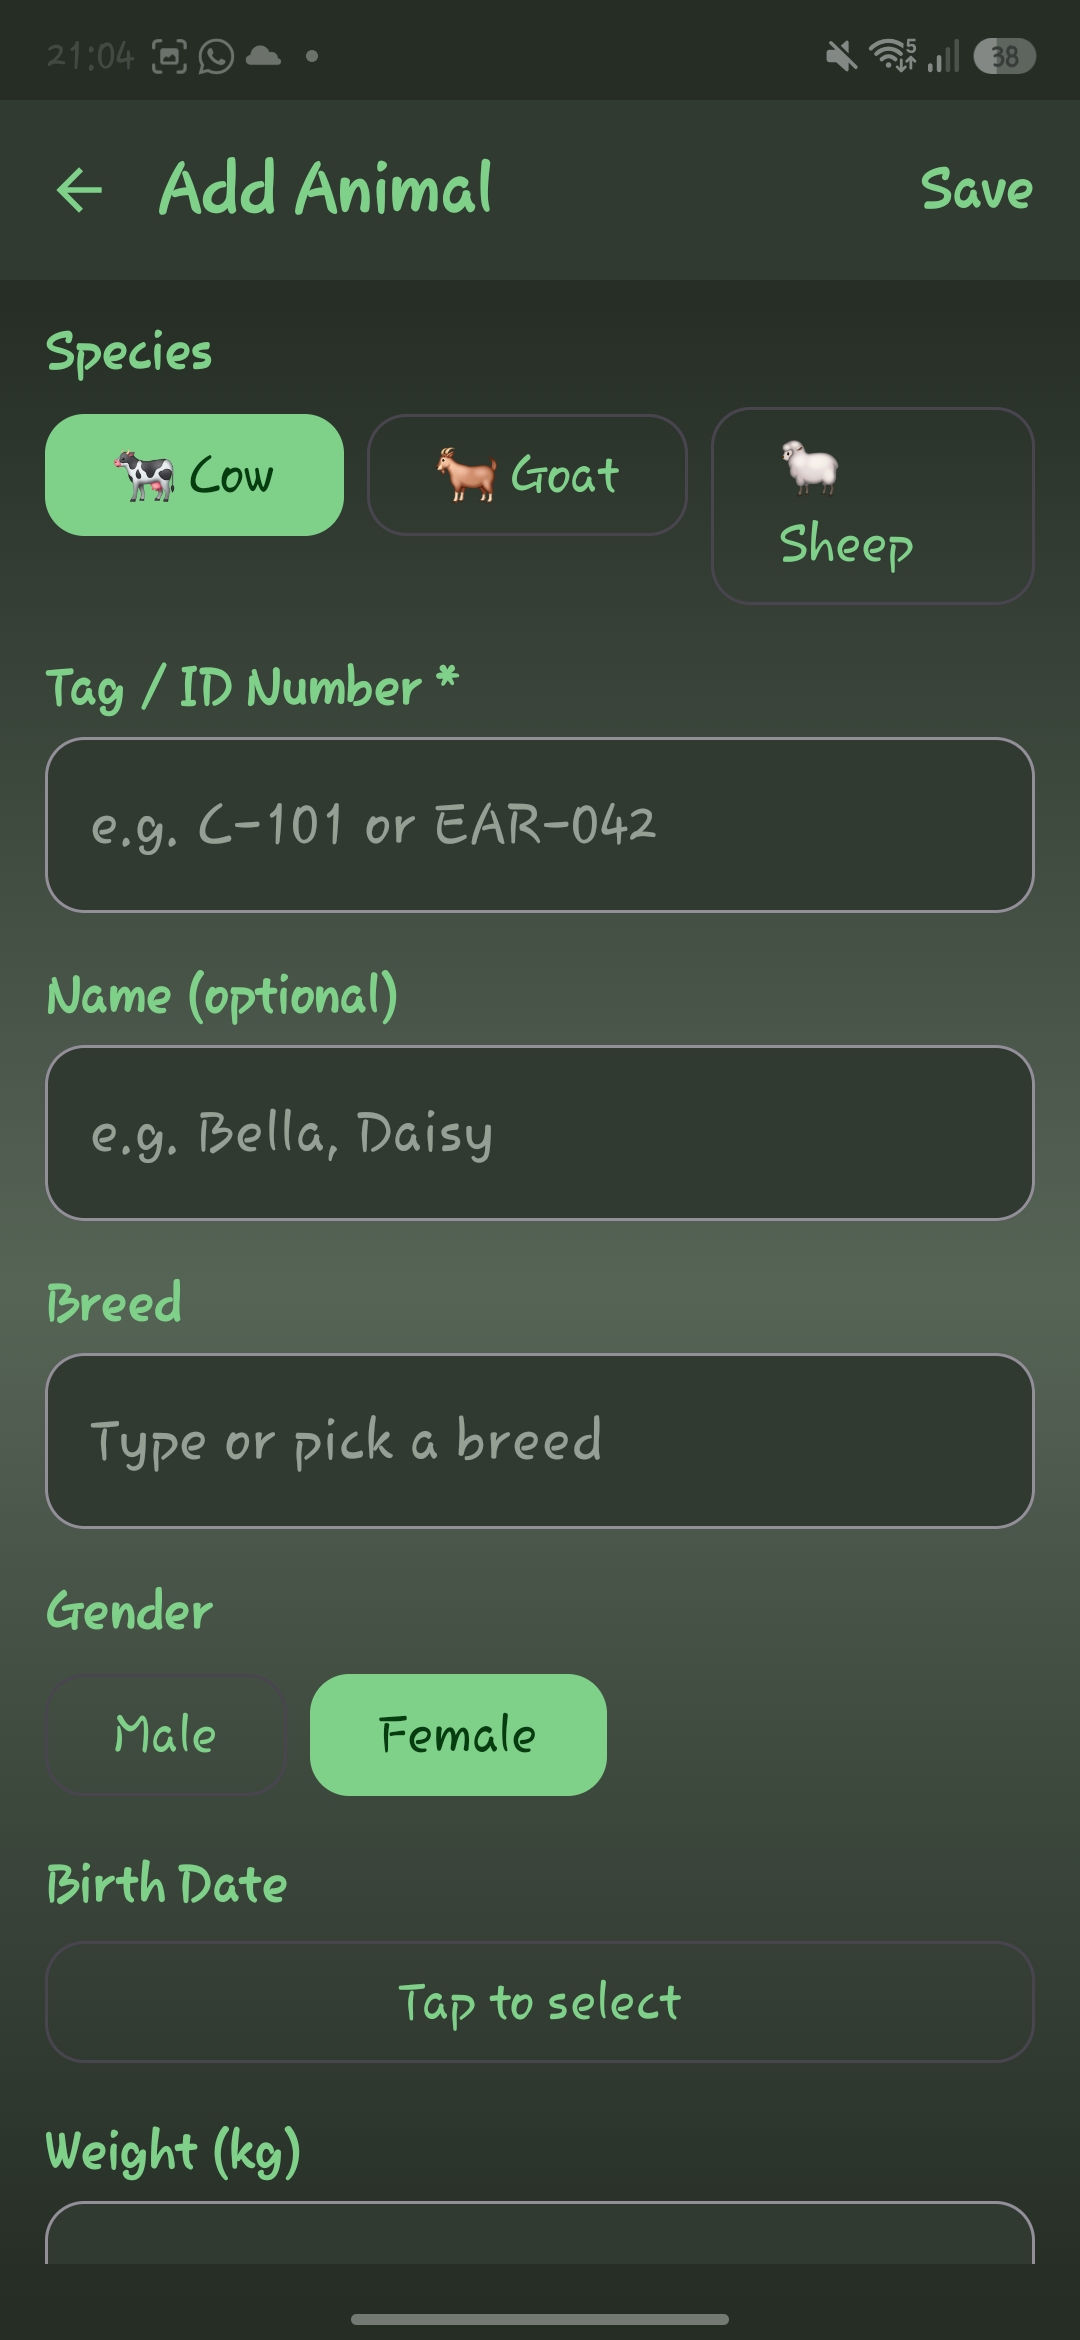 21:04
5
38
Add Animal
Save
Species
Cow
Goat
Sheep
Tag / ID Number *
e.g. C-101 or EAR-042
Name (optional)
e.g. Bella, Daisy
Breed
Type or pick a breed
Gender
Male
Female
Birth Date
Tap to select
Weight (kg)